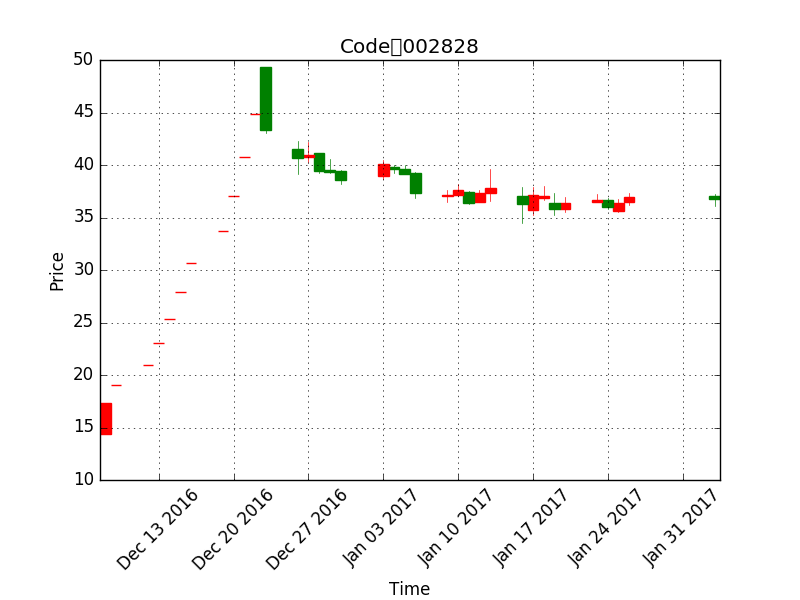 Code▯002828
Price
50
45
40
35
30
25
20
15
10
Dec 13 2016
Dec 20 2016
Dec 27 2016
Jan 03 2017
Jan 10 2017
Jan 17 2017
Jan 24 2017
Jan 31 2017
Time